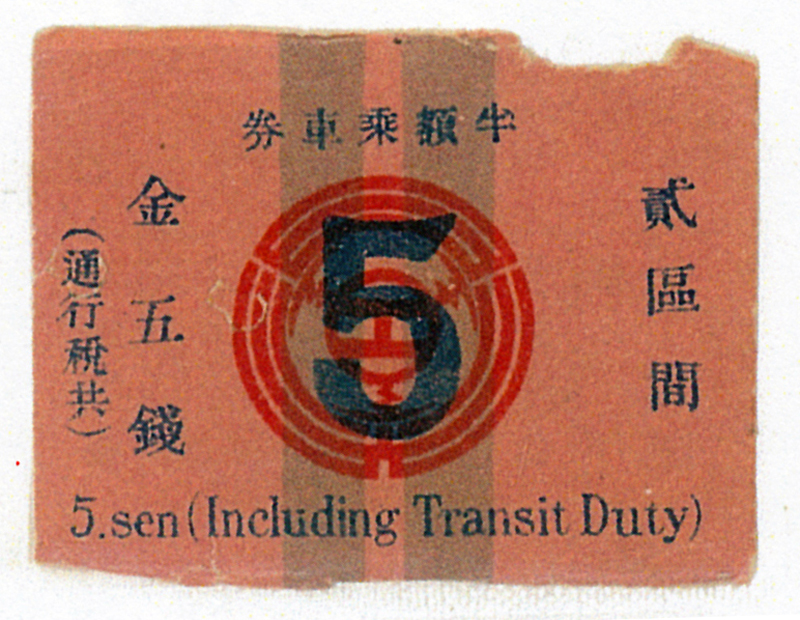 半額乘車券
貳區間
5
金五錢
(通行税共)
5.sen(Including Transit Duty)